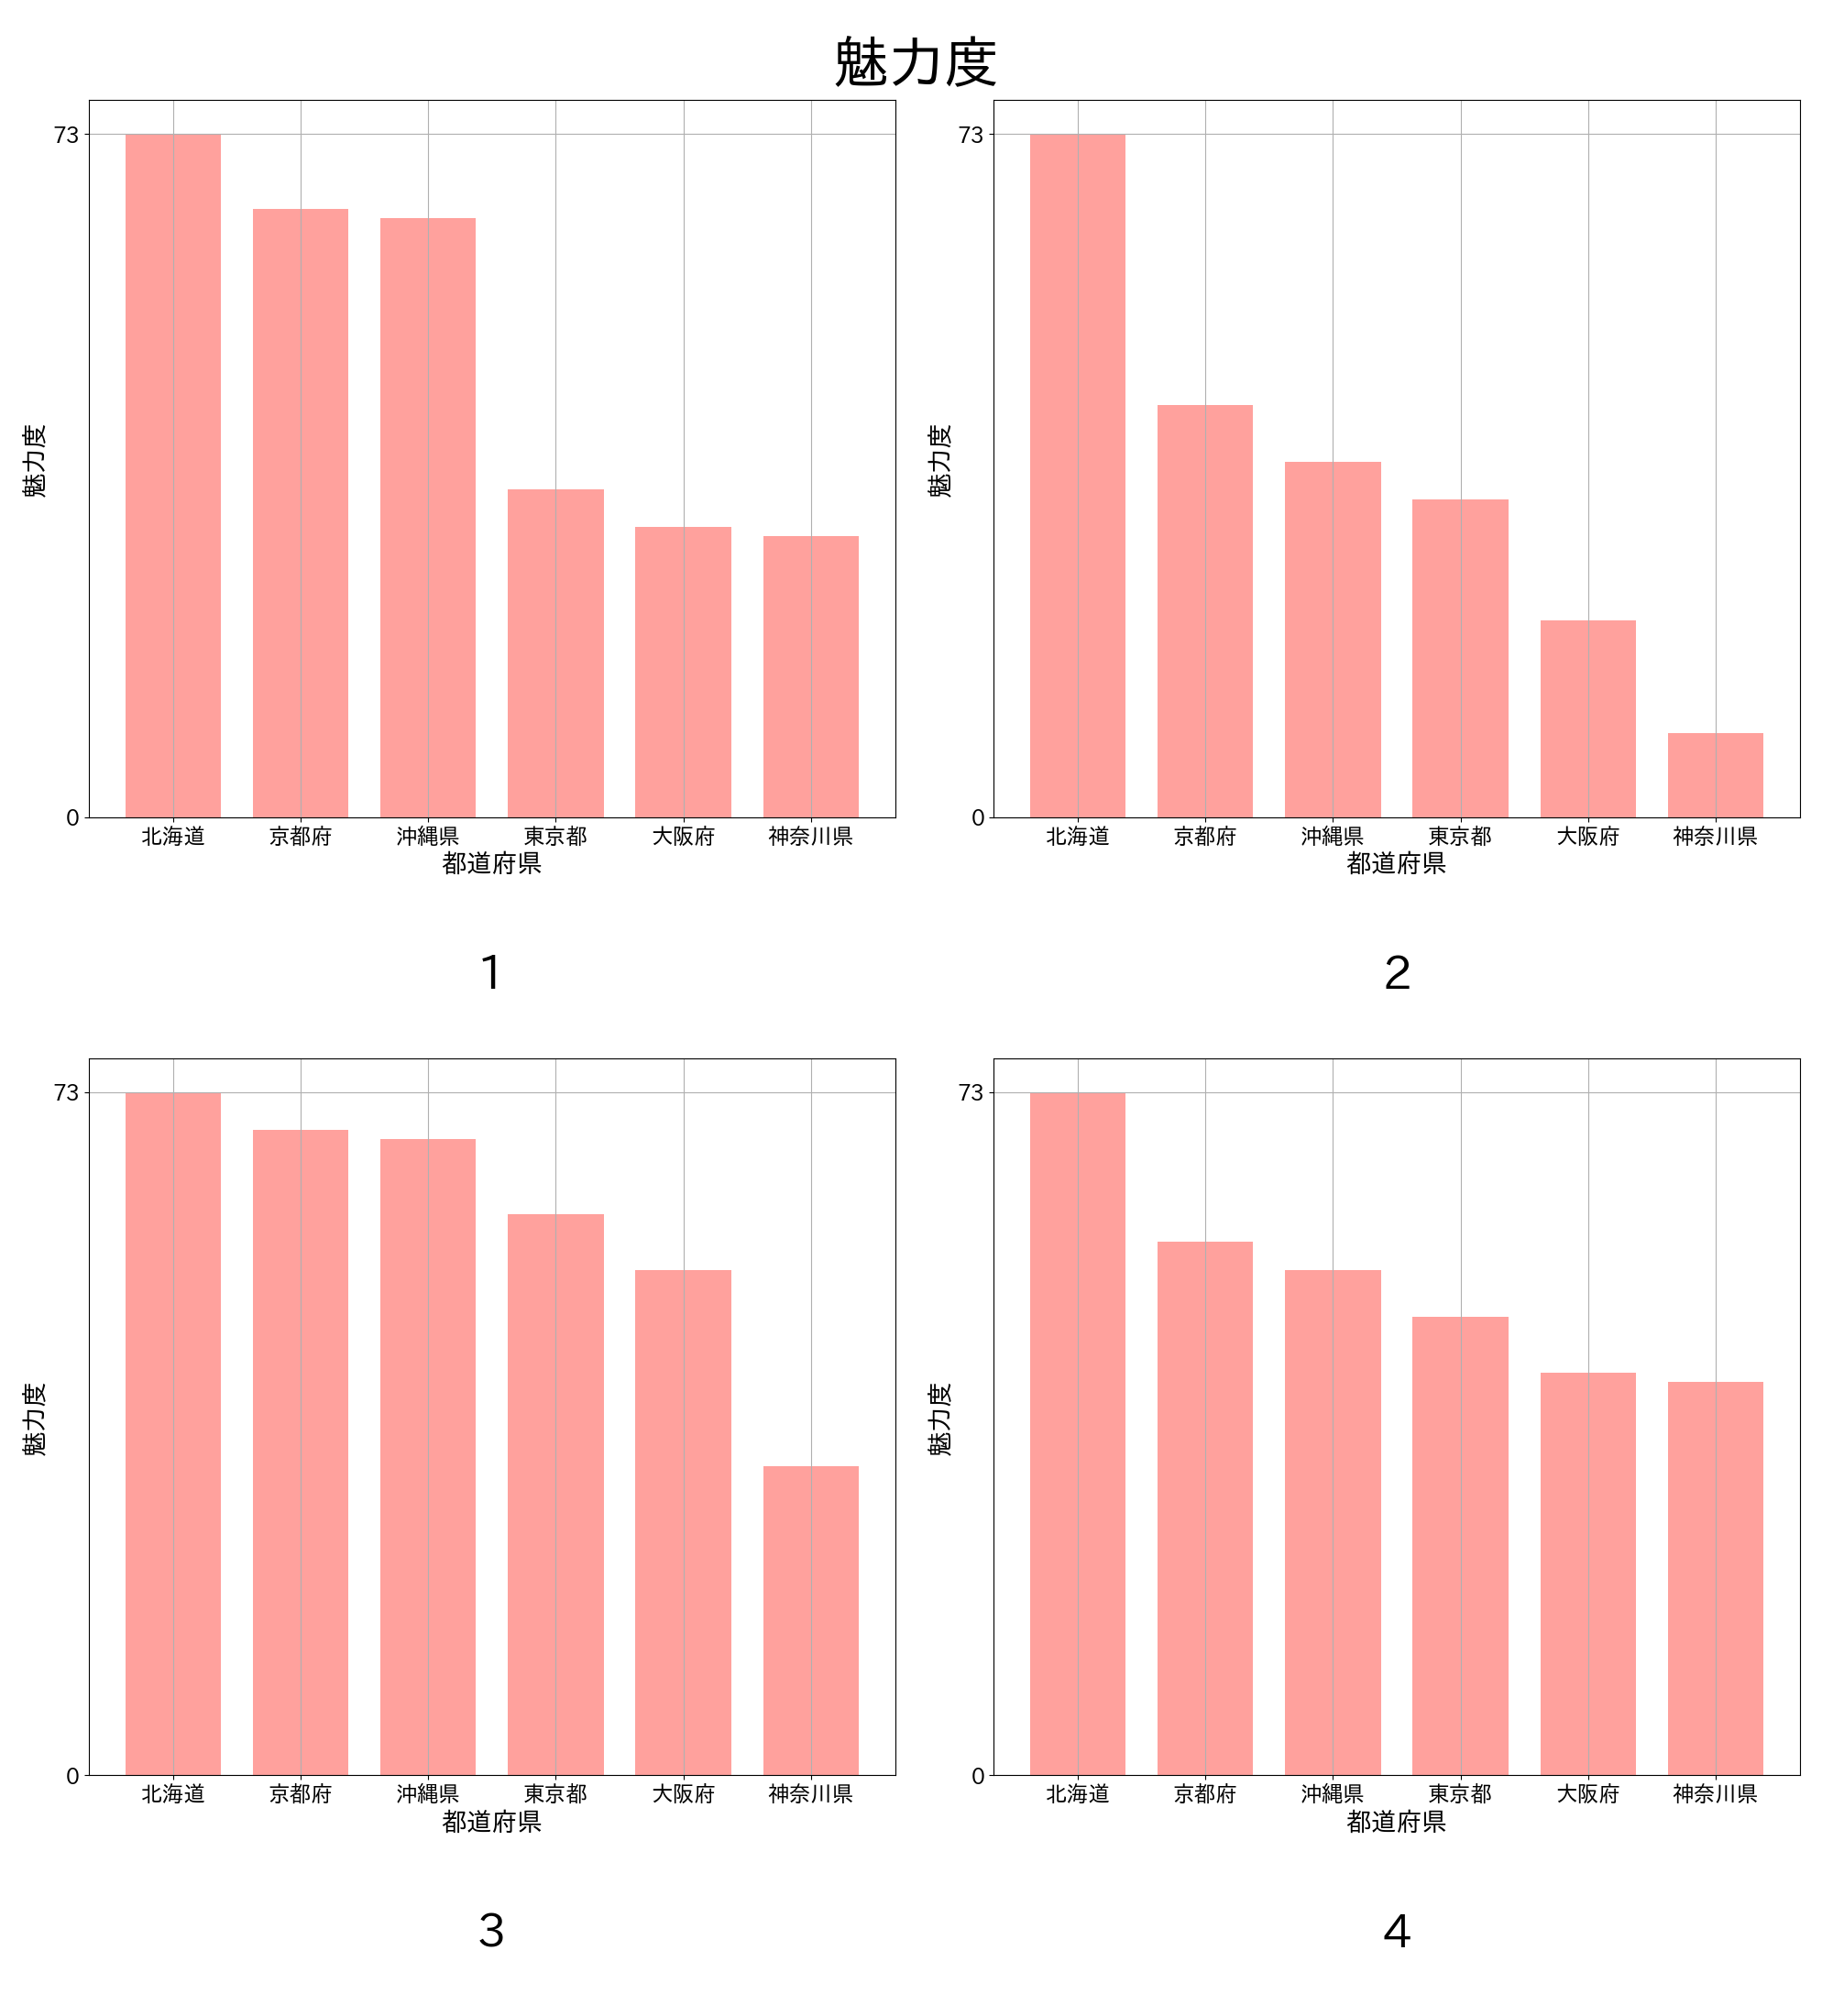 魅力度
73
0
魅力度
北海道 京都府 沖縄県 東京都 大阪府 神奈川県
都道府県
1
73
0
魅力度
北海道 京都府 沖縄県 東京都 大阪府 神奈川県
都道府県
2
73
0
魅力度
北海道 京都府 沖縄県 東京都 大阪府 神奈川県
都道府県
3
73
0
魅力度
北海道 京都府 沖縄県 東京都 大阪府 神奈川県
都道府県
4